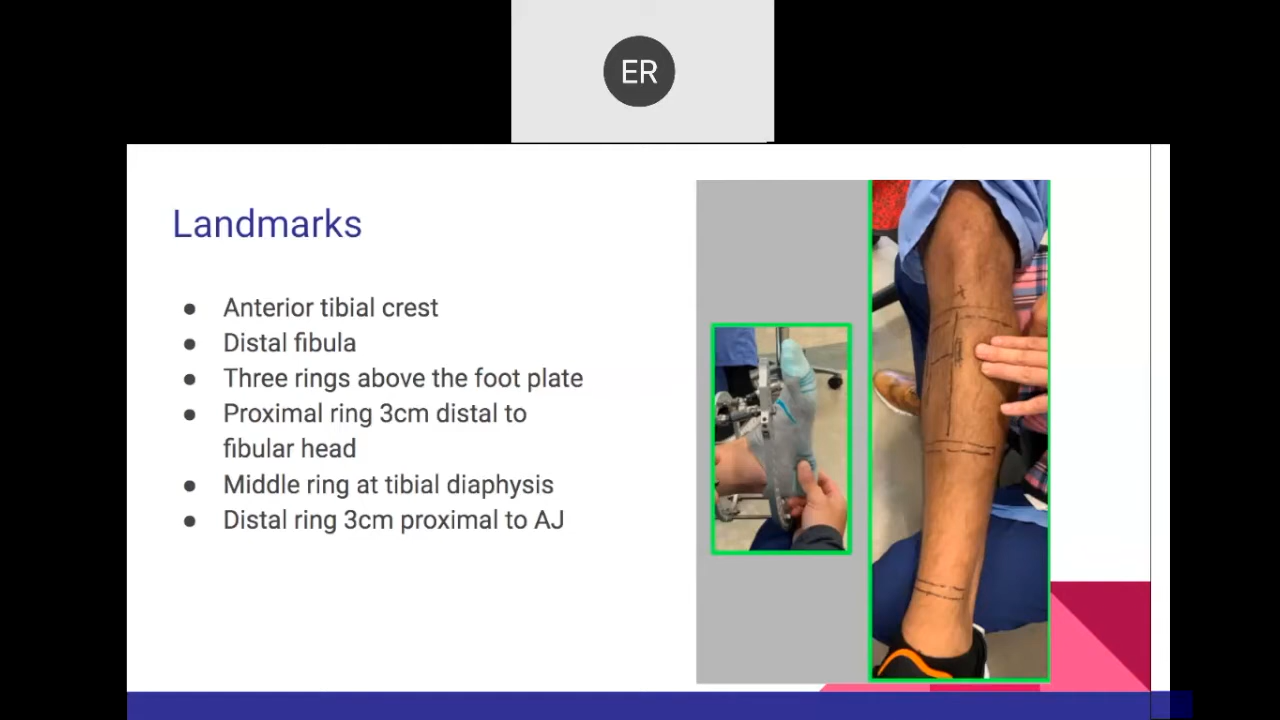 ER
Landmarks
● Anterior tibial crest
● Distal fibula
● Three rings above the foot plate
● Proximal ring 3cm distal to
fibular head
● Middle ring at tibial diaphysis
● Distal ring 3cm proximal to AJ